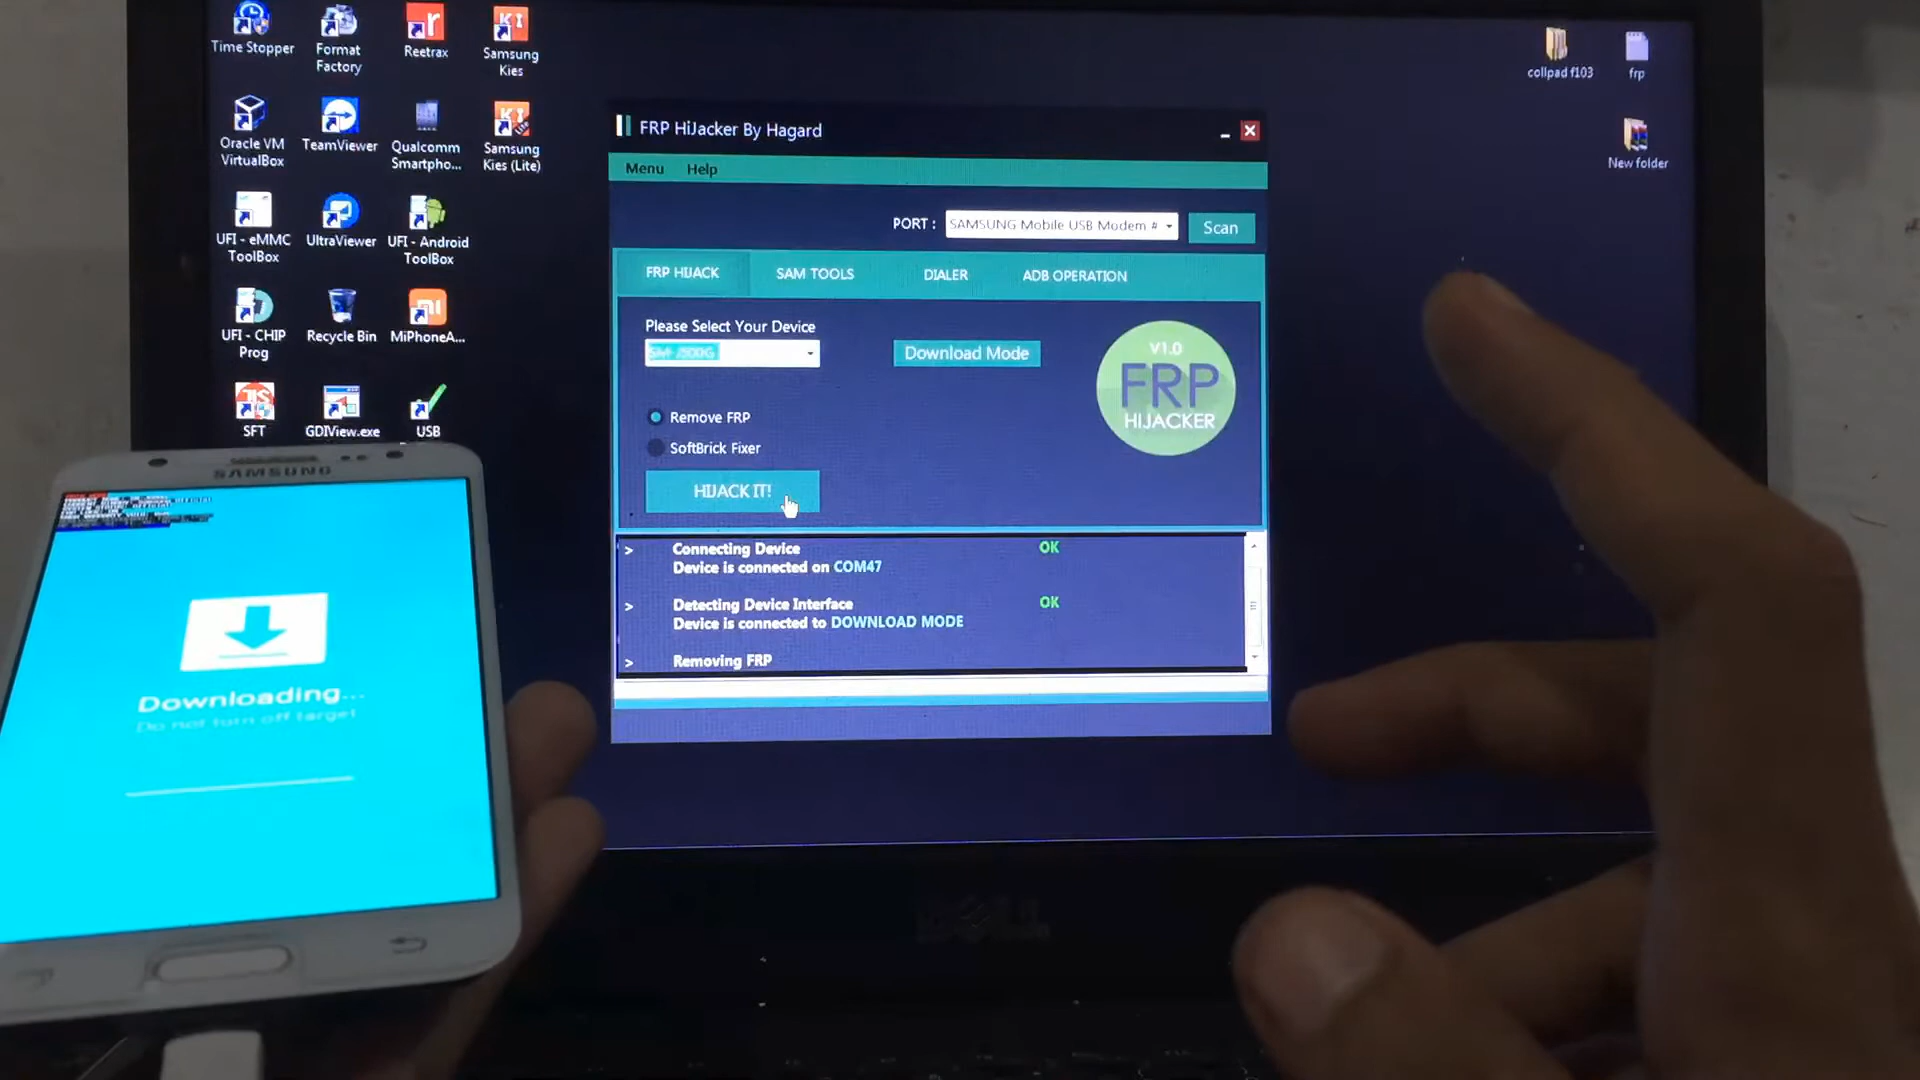 Time Stopper
Format
Factory
Reetrax
Samsung
Kies
Oracle VM
VirtualBox
TeamViewer
Qualcomm
Smartpho...
Samsung
Kies (Lite)
UFI - eMMC
ToolBox
UltraViewer
UFI - Android
ToolBox
UFI - CHIP
Prog
Recycle Bin
MiPhoneA...
SFT
GDIView.exe
USB
collpad f103
frp
New folder
FRP HiJacker By Hagard
Menu Help
PORT : SAMSUNG Mobile USB Modem # Scan
FRP HIJACK SAM TOOLS DIALER ADB OPERATION
Please Select Your Device
Download Mode
Remove FRP
SoftBrick Fixer
HIJACK IT!
V1.0
FRP
HIJACKER
> Connecting Device OK
Device is connected on COM47
> Detecting Device Interface OK
Device is connected to DOWNLOAD MODE
> Removing FRP
SAMSUNG
Downloading...
Do not turn off target